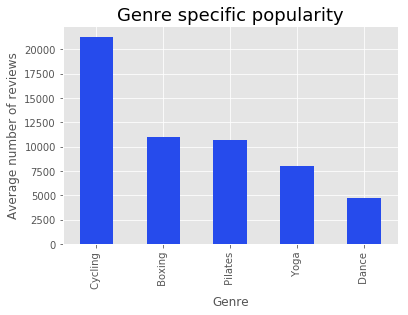 Genre specific popularity
Average number of reviews
20000
17500
15000
12500
10000
7500
5000
2500
0
Cycling
Boxing
Pilates
Yoga
Dance
Genre